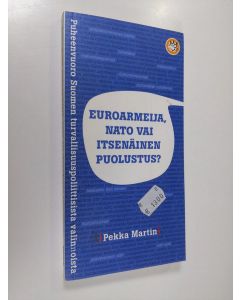 EUROARMEIJA,
NATO VAI
ITSENÄINEN
PUOLUSTUS?
Pekka Martin
Puheenvuoro Suomen turvallisuuspoliittisista valinnoista